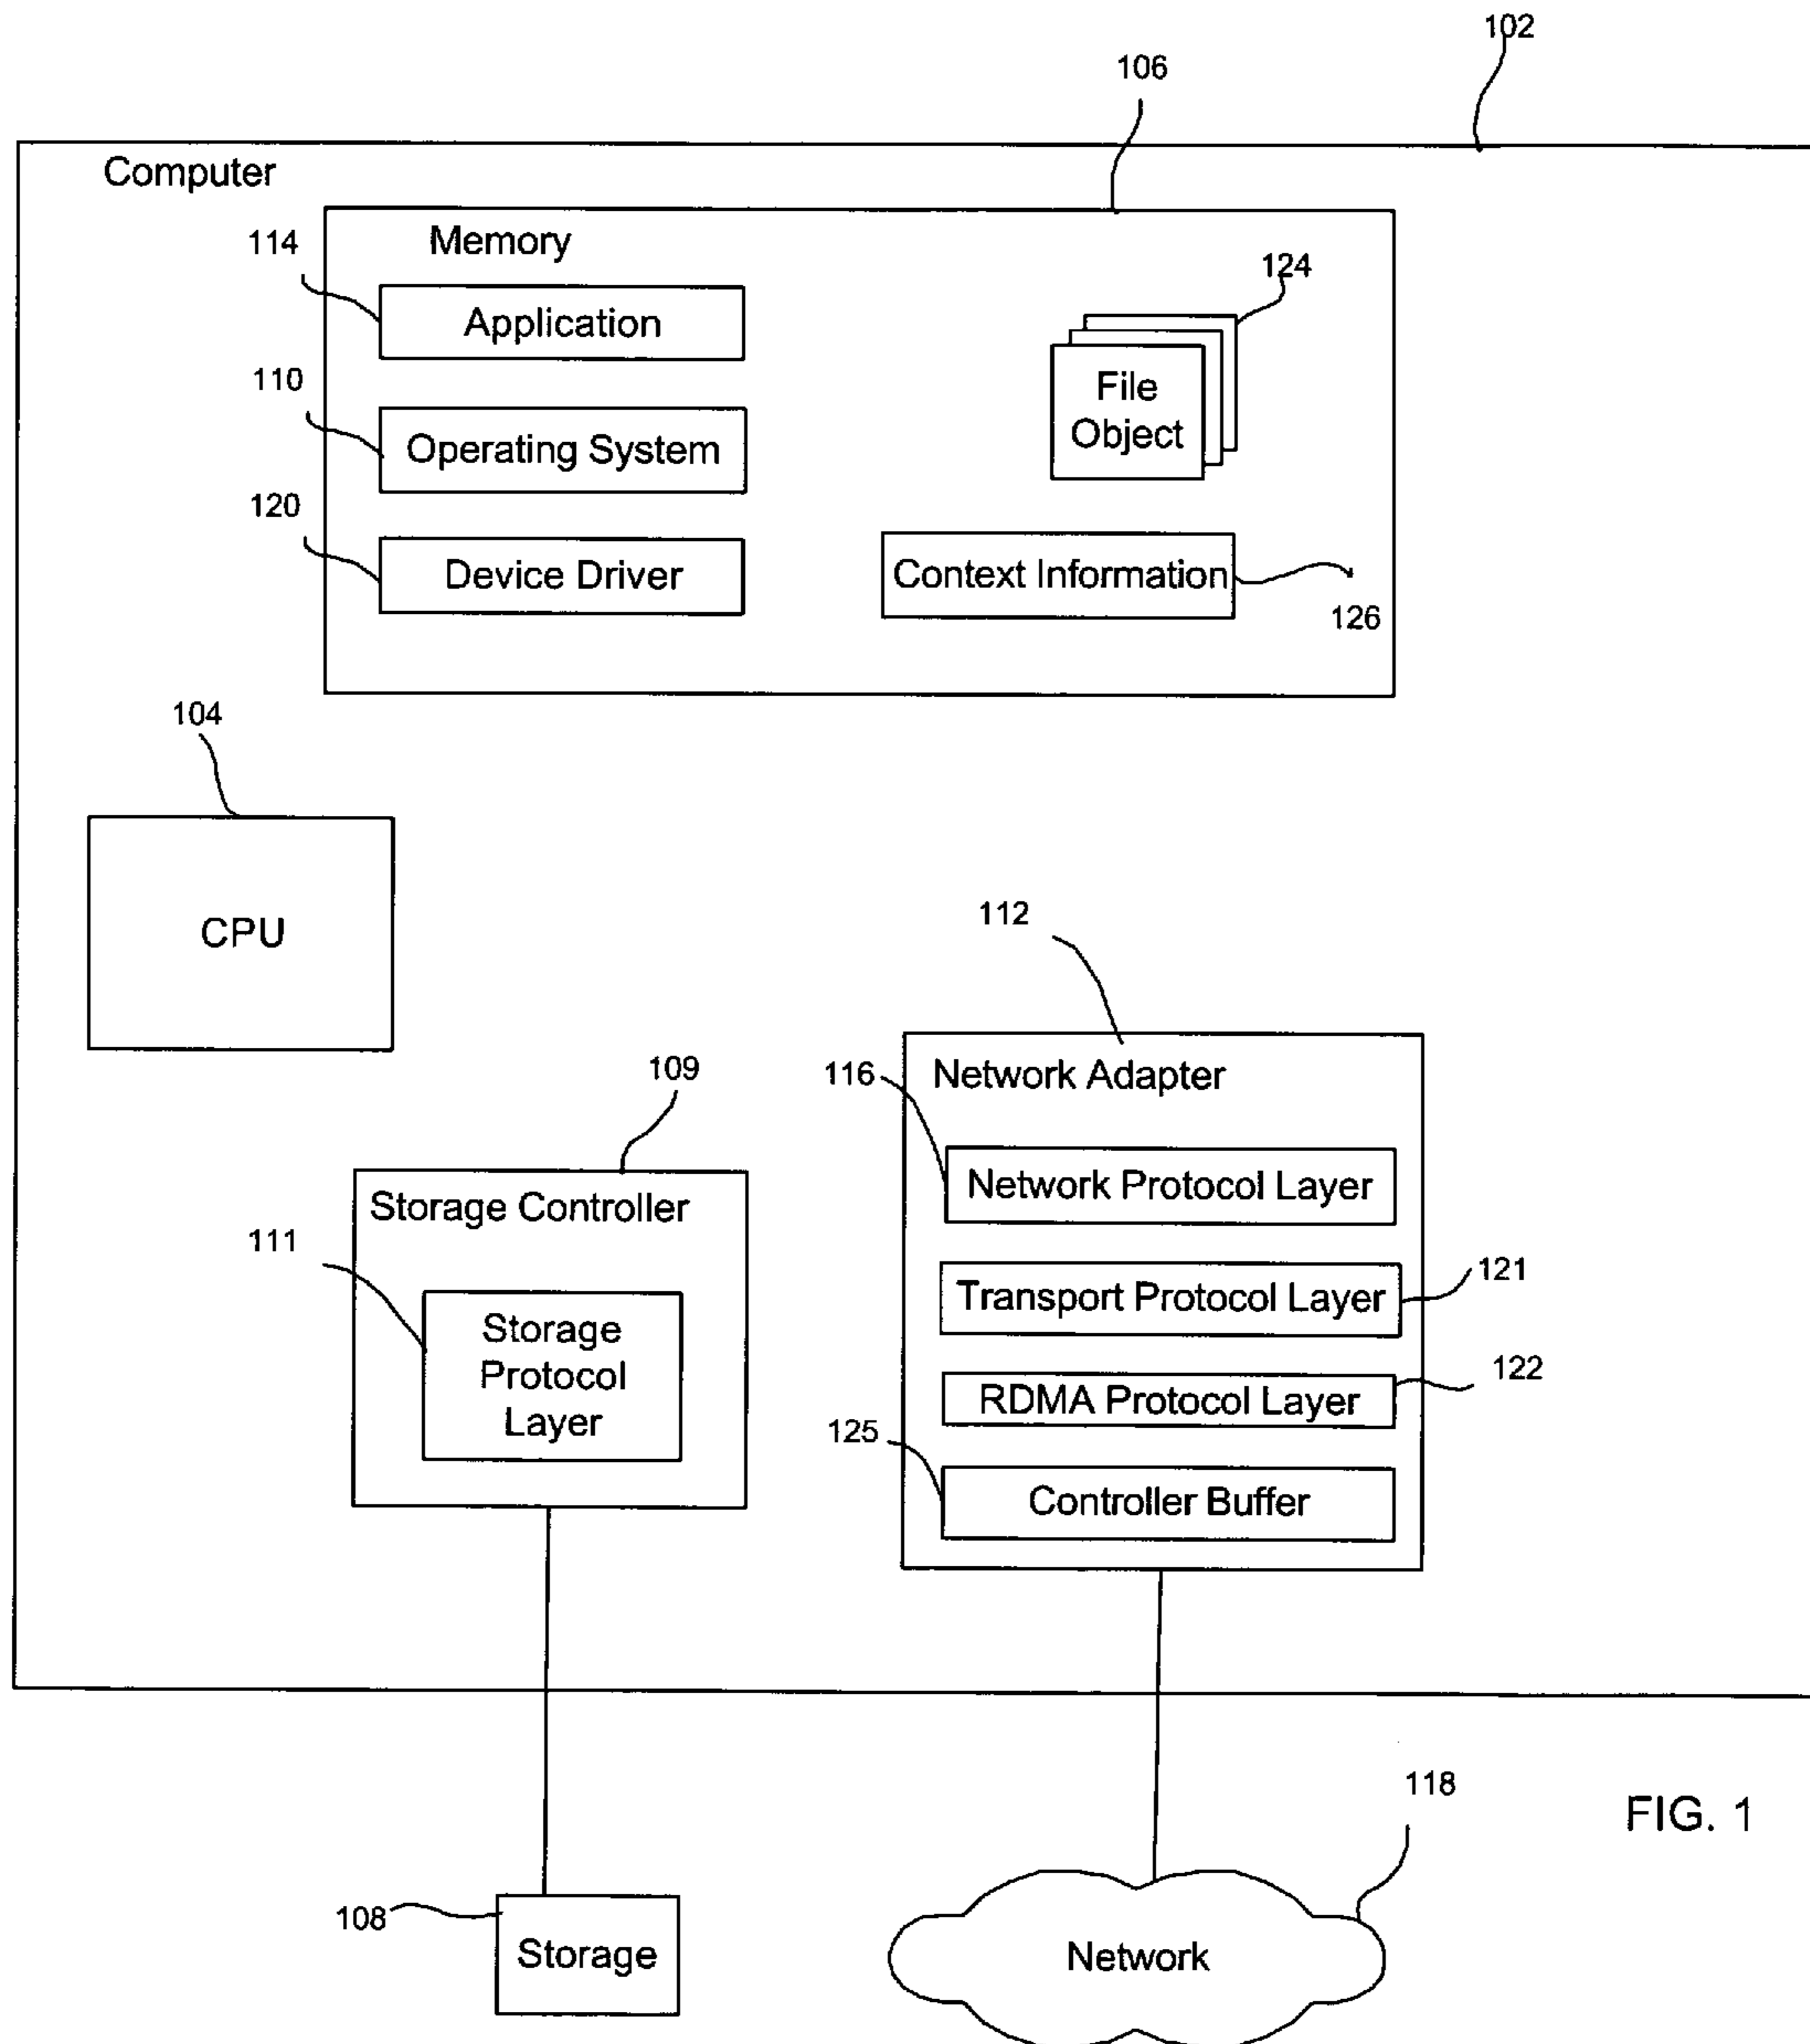 102
106
Computer
114
Memory
124
Application
110
File
Object
Operating System
120
Device Driver
Context Information
126
104
CPU
112
109
116
Network Adapter
Storage Controller
Network Protocol Layer
111
121
Transport Protocol Layer
Storage
Protocol
Layer
122
RDMA Protocol Layer
125
Controller Buffer
118
FIG. 1
108
Storage
Network